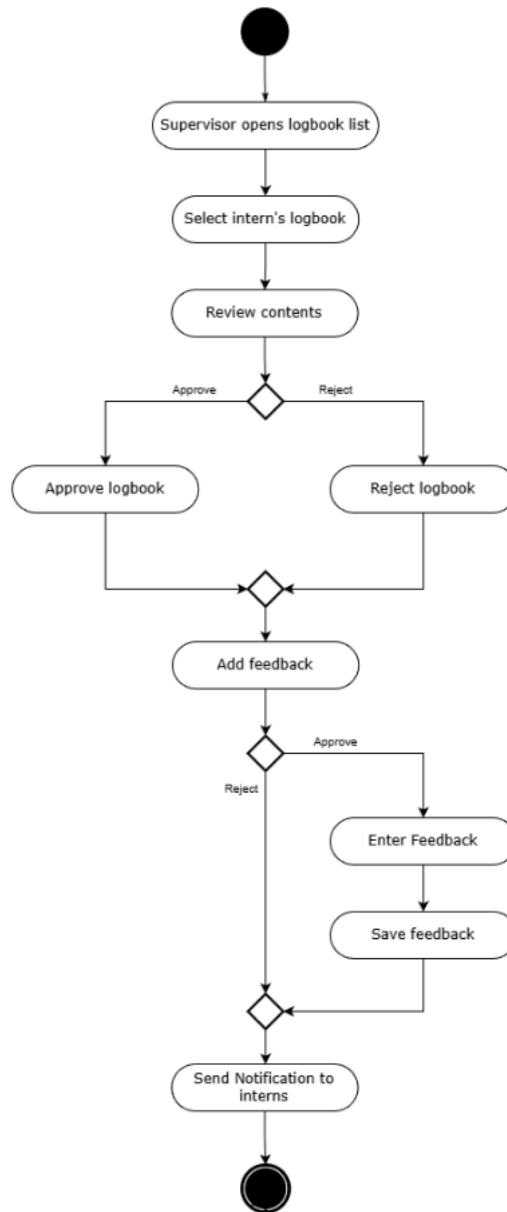 Supervisor opens logbook list
Select intern's logbook
Review contents
Approve
Reject
Approve logbook
Reject logbook
Add feedback
Approve
Reject
Enter Feedback
Save feedback
Send Notification to
interns